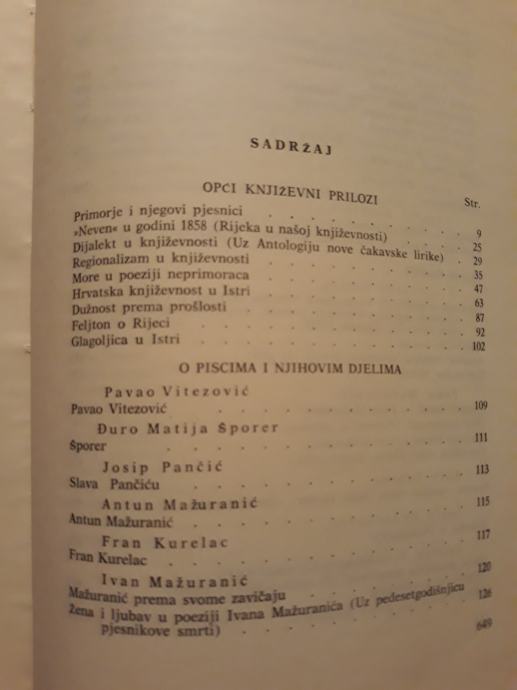 SADRŽAJ
OPĆI KNJIŽEVNI PRILOZI
Str.
Primorje i njegovi pjesnici . . . . . . . . 9
»Neven« u godini 1858 (Rijeka u našoj književnosti) . . . 25
Dijalekt u književnosti (Uz Antologiju nove čakavske lirike) . 29
Regionalizam u književnosti . . . . . . . . 35
More u poeziji neprimoraca . . . . . . . . 47
Hrvatska književnost u Istri . . . . . . . . 63
Dužnost prema prošlosti . . . . . . . . 87
Feljton o Rijeci . . . . . . . . 92
Glagoljica u Istri . . . . . . . . 102
O PISCIMA I NJIHOVIM DJELIMA
Pavao Vitezović
Pavao Vitezović . . . . . . . . 109
Đuro Matija Šporer
Šporer . . . . . . . . 111
Josip Pančić
Slava Pančiću . . . . . . . . 113
Antun Mažuranić
Antun Mažuranić . . . . . . . . 115
Fran Kurelac
Fran Kurelac . . . . . . . . 117
Ivan Mažuranić
Mažuranić prema svome zavičaju . . . . . . 120
Žena i ljubav u poeziji Ivana Mažuranića (Uz pedesetgodišnjicu 126
pjesnikove smrti) . . . . . . . .
649